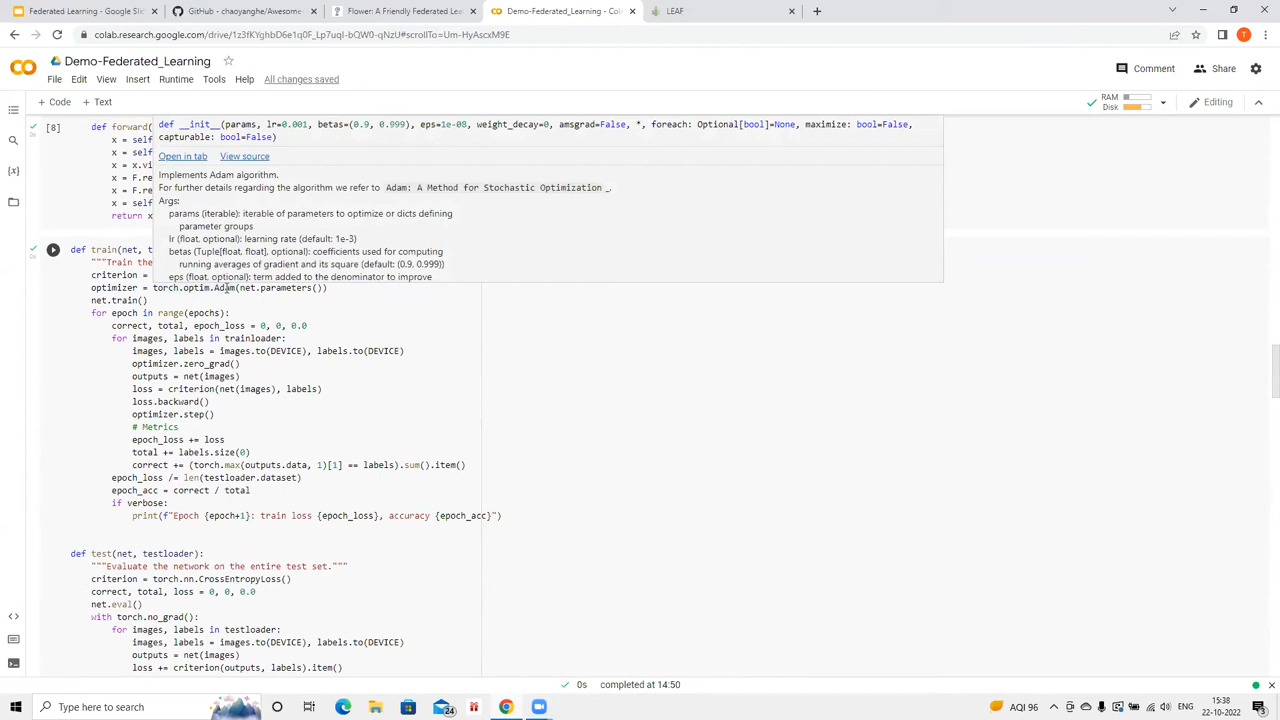 Federated Learning - Google Slid
GitHub - chaoyanghe/Awesome-
Flower: A Friendly Federated Lea
Demo-Federated_Learning - Cola
LEAF
colab.research.google.com/drive/1z3fKYghbD6e1q0F_Lp7uql-bQW0-qNzU#scrollTo=Um-HyAscxM9E
T
Demo-Federated_Learning
Comment
Share
T
File Edit View Insert Runtime Tools Help All changes saved
+ Code + Text
RAM
Disk
Editing
[8]
def forward(
x = self
x = self
x = x.vi
x = F.re
x = F.re
x = self
return x
def __init__(params, lr=0.001, betas=(0.9, 0.999), eps=1e-08, weight_decay=0, amsgrad=False, *, foreach: Optional[bool]=None, maximize: bool=False,
capturable: bool=False)
Open in tab View source
Implements Adam algorithm.
For further details regarding the algorithm we refer to Adam: A Method for Stochastic Optimization _.
Args:
params (iterable): iterable of parameters to optimize or dicts defining
parameter groups
lr (float, optional): learning rate (default: 1e-3)
betas (Tuple[float, float], optional): coefficients used for computing
running averages of gradient and its square (default: (0.9, 0.999))
eps (float, optional): term added to the denominator to improve
def train(net, t
"""Train the
criterion =
optimizer = torch.optim.Adam(net.parameters())
net.train()
for epoch in range(epochs):
correct, total, epoch_loss = 0, 0, 0.0
for images, labels in trainloader:
images, labels = images.to(DEVICE), labels.to(DEVICE)
optimizer.zero_grad()
outputs = net(images)
loss = criterion(net(images), labels)
loss.backward()
optimizer.step()
# Metrics
epoch_loss += loss
total += labels.size(0)
correct += (torch.max(outputs.data, 1)[1] == labels).sum().item()
epoch_loss /= len(testloader.dataset)
epoch_acc = correct / total
if verbose:
print(f"Epoch {epoch+1}: train loss {epoch_loss}, accuracy {epoch_acc}")
def test(net, testloader):
"""Evaluate the network on the entire test set."""
criterion = torch.nn.CrossEntropyLoss()
correct, total, loss = 0, 0, 0.0
net.eval()
with torch.no_grad():
for images, labels in testloader:
images, labels = images.to(DEVICE), labels.to(DEVICE)
outputs = net(images)
loss += criterion(outputs, labels).item()
0s completed at 14:50
Type here to search
24
AQI 96
ENG
15:38
22-10-2022
3